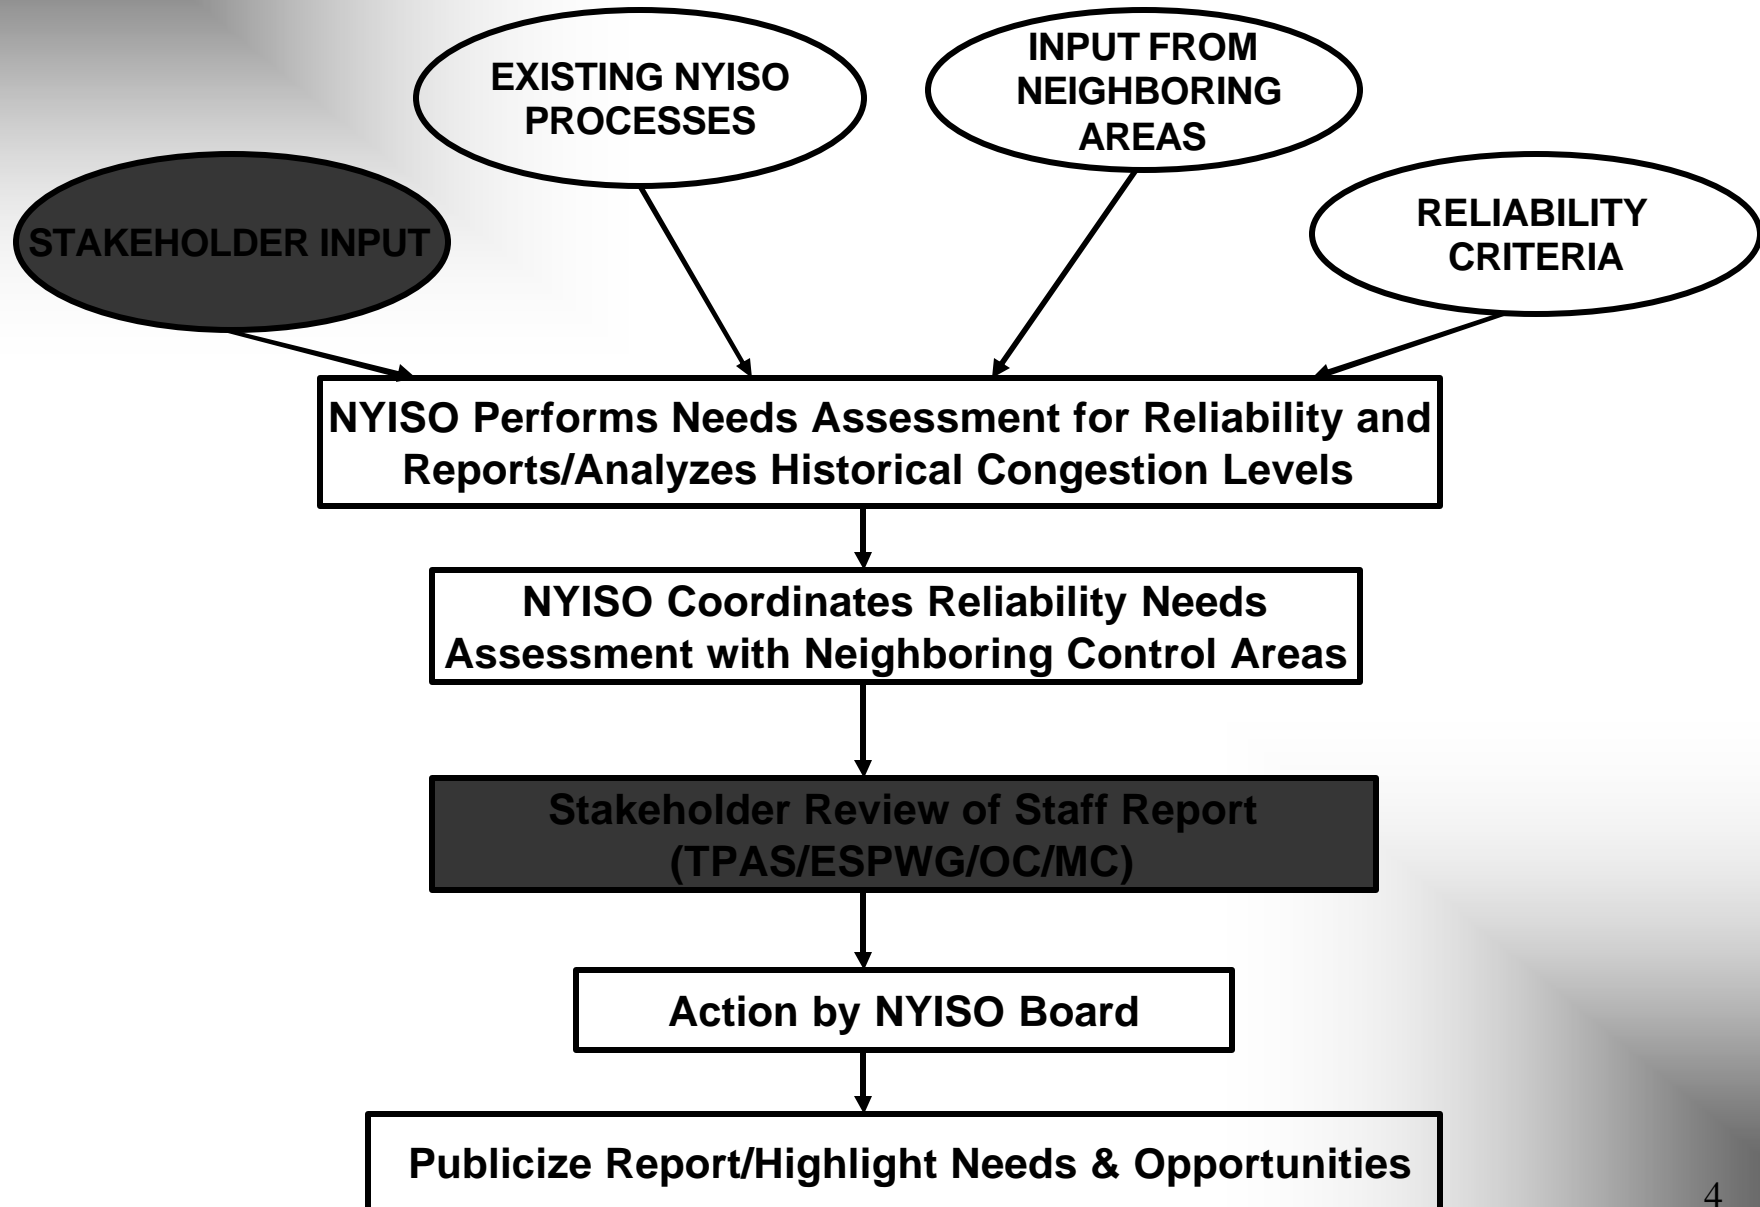 EXISTING NYISO
PROCESSES
INPUT FROM
NEIGHBORING
AREAS
STAKEHOLDER INPUT
RELIABILITY
CRITERIA
NYISO Performs Needs Assessment for Reliability and
Reports/Analyzes Historical Congestion Levels
NYISO Coordinates Reliability Needs
Assessment with Neighboring Control Areas
Stakeholder Review of Staff Report
(TPAS/ESPWG/OC/MC)
Action by NYISO Board
Publicize Report/Highlight Needs & Opportunities
4